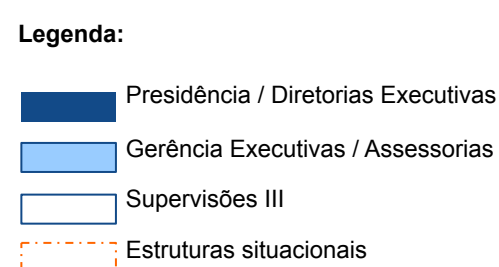 Legenda:
Presidência / Diretorias Executivas
Gerência Executivas / Assessorias
Supervisões III
Estruturas situacionais